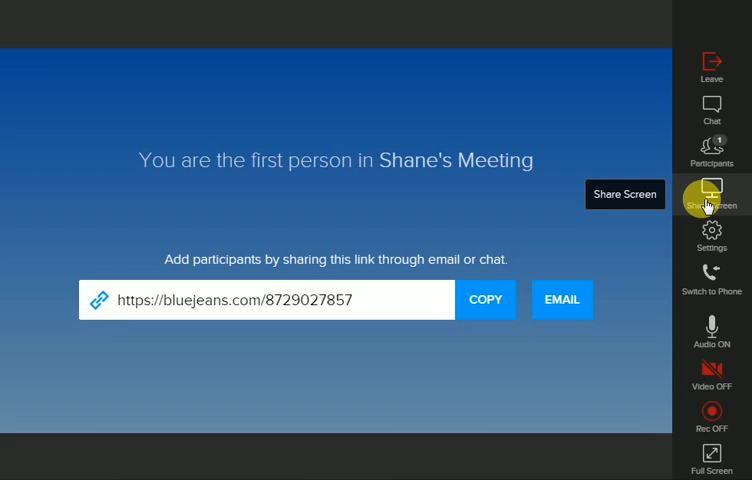 You are the first person in Shane's Meeting
Share Screen
Add participants by sharing this link through email or chat.
https://bluejeans.com/8729027857
COPY
EMAIL
Leave
Chat
1
Participants
Share Screen
Settings
Switch to Phone
Audio ON
Video OFF
Rec OFF
Full Screen